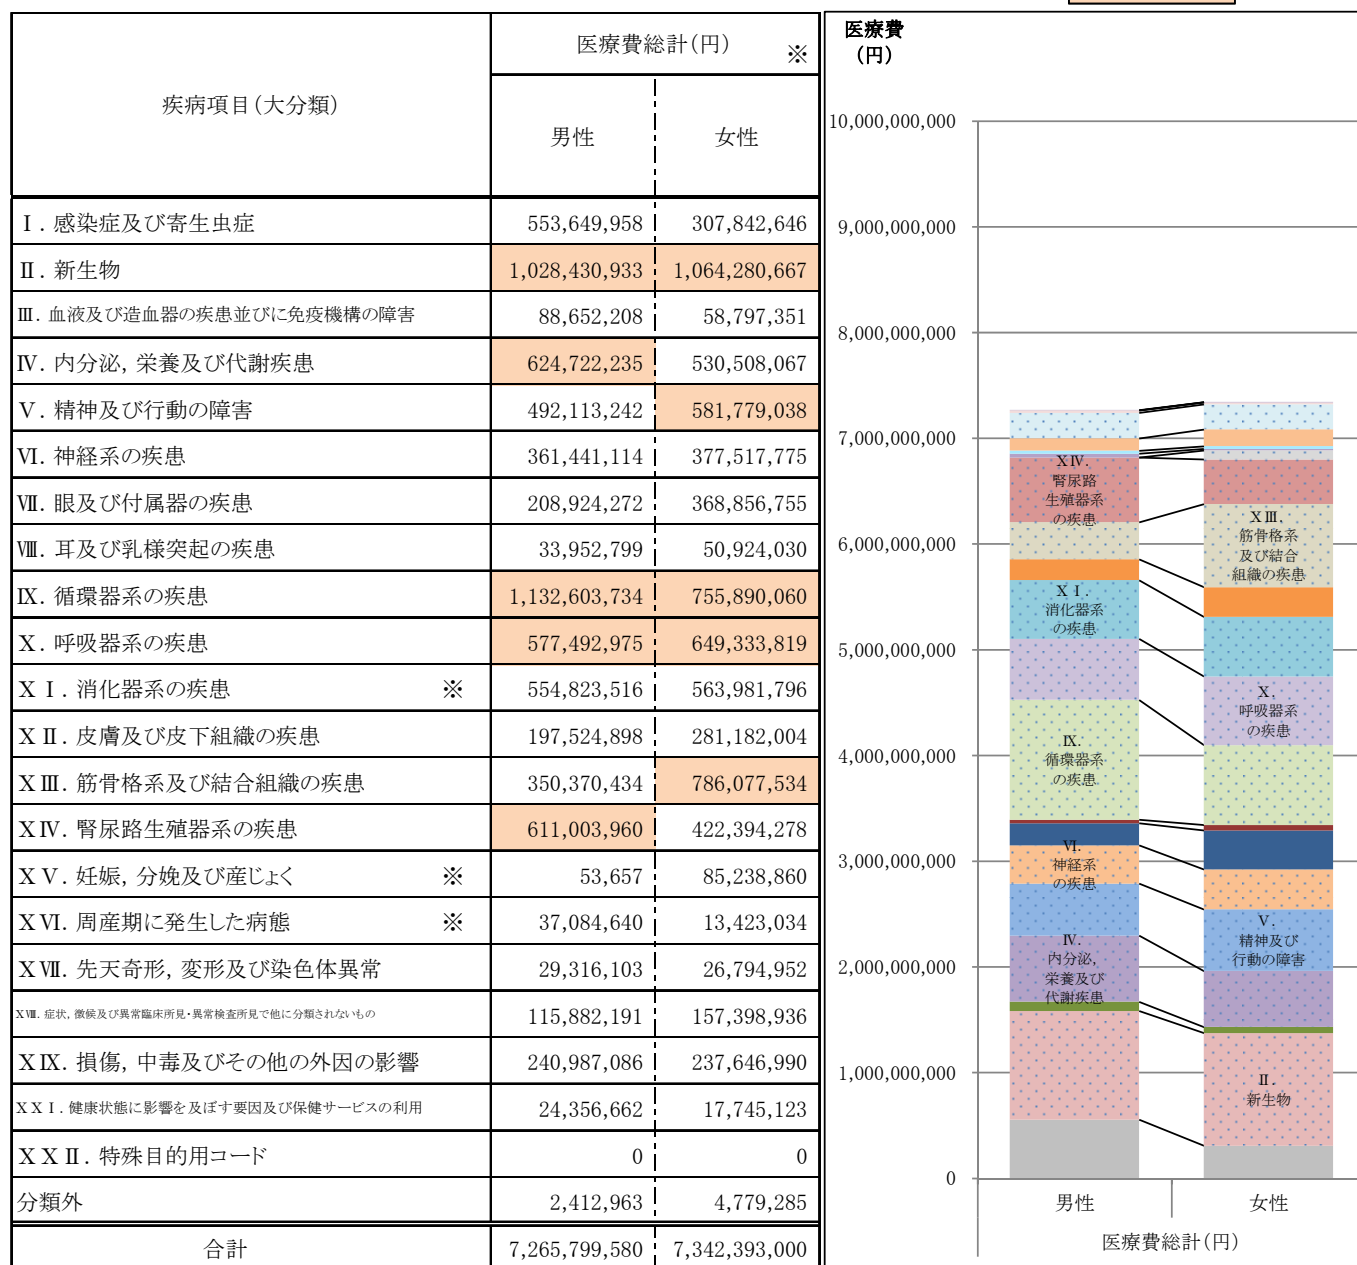 疾病項目(大分類)
医療費総計(円) ※
男性 女性
Ⅰ. 感染症及び寄生虫症 553,649,958 307,842,646
Ⅱ. 新生物 1,028,430,933 1,064,280,667
Ⅲ. 血液及び造血器の疾患並びに免疫機構の障害 88,652,208 58,797,351
Ⅳ. 内分泌, 栄養及び代謝疾患 624,722,235 530,508,067
Ⅴ. 精神及び行動の障害 492,113,242 581,779,038
Ⅵ. 神経系の疾患 361,441,114 377,517,775
Ⅶ. 眼及び付属器の疾患 208,924,272 368,856,755
Ⅷ. 耳及び乳様突起の疾患 33,952,799 50,924,030
Ⅸ. 循環器系の疾患 1,132,603,734 755,890,060
Ⅹ. 呼吸器系の疾患 577,492,975 649,333,819
ⅩⅠ. 消化器系の疾患 ※ 554,823,516 563,981,796
ⅩⅡ. 皮膚及び皮下組織の疾患 197,524,898 281,182,004
ⅩⅢ. 筋骨格系及び結合組織の疾患 350,370,434 786,077,534
ⅩⅣ. 腎尿路生殖器系の疾患 611,003,960 422,394,278
ⅩⅤ. 妊娠, 分娩及び産じょく ※ 53,657 85,238,860
ⅩⅥ. 周産期に発生した病態 ※ 37,084,640 13,423,034
ⅩⅦ. 先天奇形, 変形及び染色体異常 29,316,103 26,794,952
ⅩⅧ. 症状, 徴候及び異常臨床所見・異常検査所見で他に分類されないもの 115,882,191 157,398,936
ⅩⅨ. 損傷, 中毒及びその他の外因の影響 240,987,086 237,646,990
ⅩⅩⅠ. 健康状態に影響を及ぼす要因及び保健サービスの利用 24,356,662 17,745,123
ⅩⅩⅡ. 特殊目的用コード 0 0
分類外 2,412,963 4,779,285
合計 7,265,799,580 7,342,393,000
医療費
(円)
10,000,000,000
9,000,000,000
8,000,000,000
7,000,000,000
6,000,000,000
5,000,000,000
4,000,000,000
3,000,000,000
2,000,000,000
1,000,000,000
0
ⅩⅣ.
腎尿路
生殖器系
の疾患
ⅩⅠ.
消化器系
の疾患
Ⅸ.
循環器系
の疾患
Ⅵ.
神経系
の疾患
Ⅳ.
内分泌,
栄養及び
代謝疾患
ⅩⅢ.
筋骨格系
及び結合
組織の疾患
Ⅹ.
呼吸器系
の疾患
Ⅴ.
精神及び
行動の障害
Ⅱ.
新生物
男性 女性
医療費総計(円)